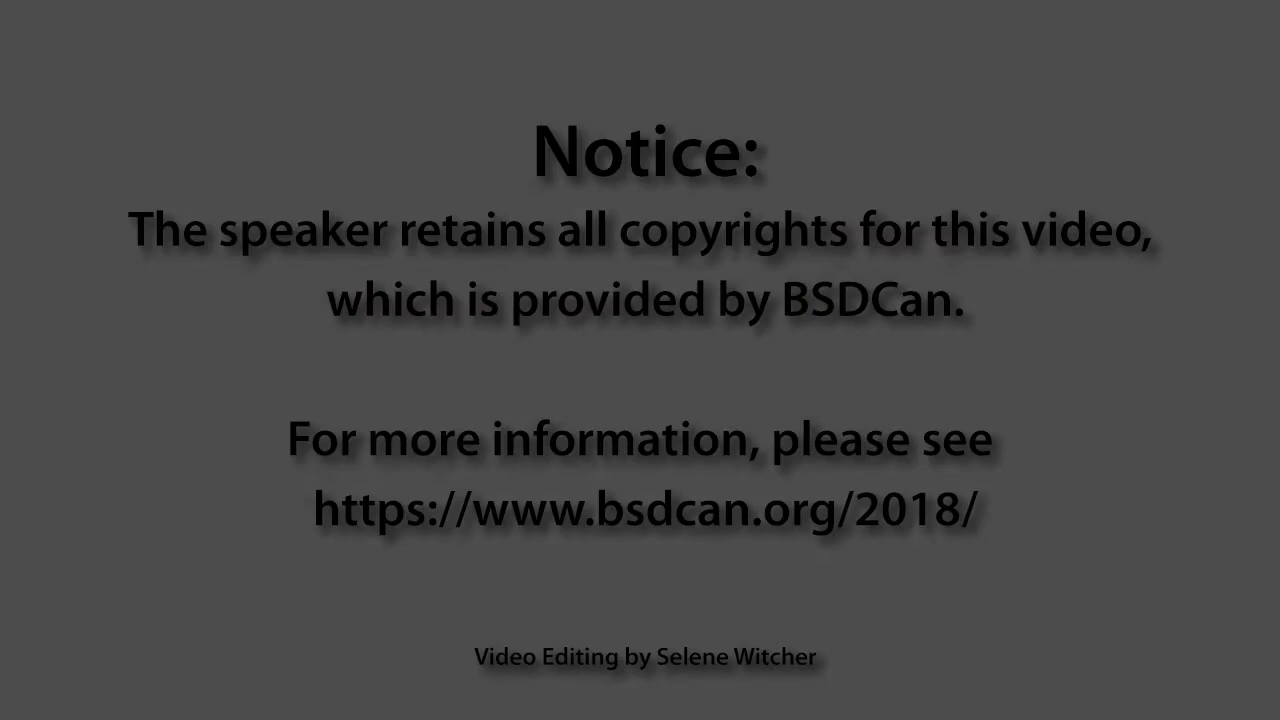 Notice:
The speaker retains all copyrights for this video,
which is provided by BSDCan.
For more information, please see
https://www.bsdcan.org/2018/
Video Editing by Selene Witcher